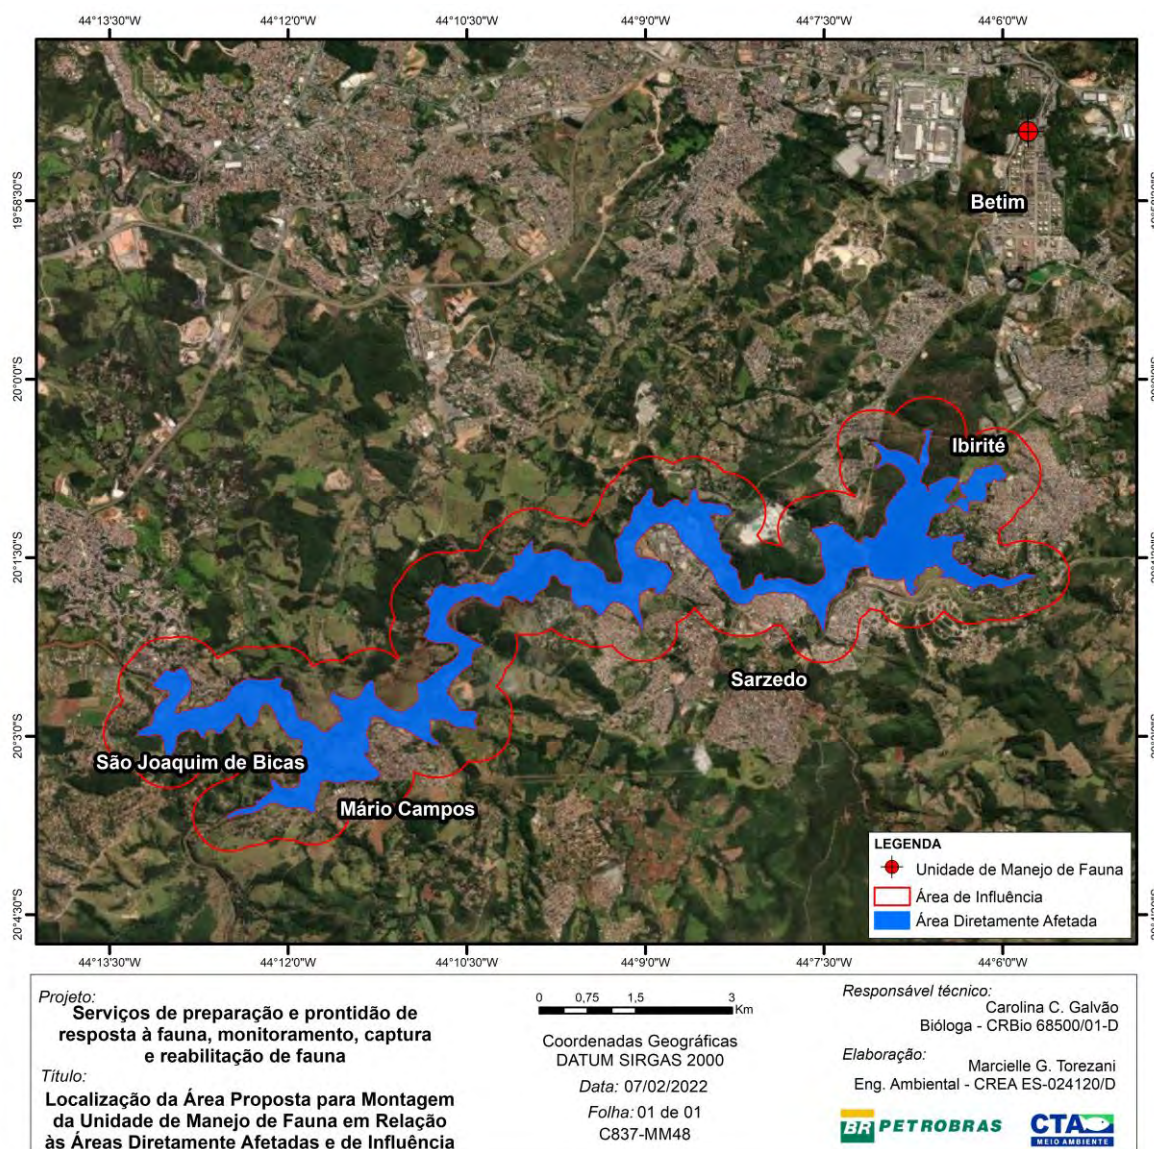 44°13'30"W 44°12'0"W 44°10'30"W 44°9'0"W 44°7'30"W 44°6'0"W
19°58'30"S
20°0'0"S
20°1'30"S
20°3'0"S
20°4'30"S
Betim
Ibirité
Sarzedo
São Joaquim de Bicas
Mário Campos
LEGENDA
Unidade de Manejo de Fauna
Área de Influência
Área Diretamente Afetada
44°13'30"W 44°12'0"W 44°10'30"W 44°9'0"W 44°7'30"W 44°6'0"W
Projeto:
Serviços de preparação e prontidão de
resposta à fauna, monitoramento, captura
e reabilitação de fauna
Título:
Localização da Área Proposta para Montagem
da Unidade de Manejo de Fauna em Relação
às Áreas Diretamente Afetadas e de Influência
0 0,75 1,5 3
Km
Coordenadas Geográficas
DATUM SIRGAS 2000
Data: 07/02/2022
Folha: 01 de 01
C837-MM48
Responsável técnico:
Carolina C. Galvão
Bióloga - CRBio 68500/01-D
Elaboração:
Marcielle G. Torezani
Eng. Ambiental - CREA ES-024120/D
BR PETROBRAS
CTA
MEIO AMBIENTE